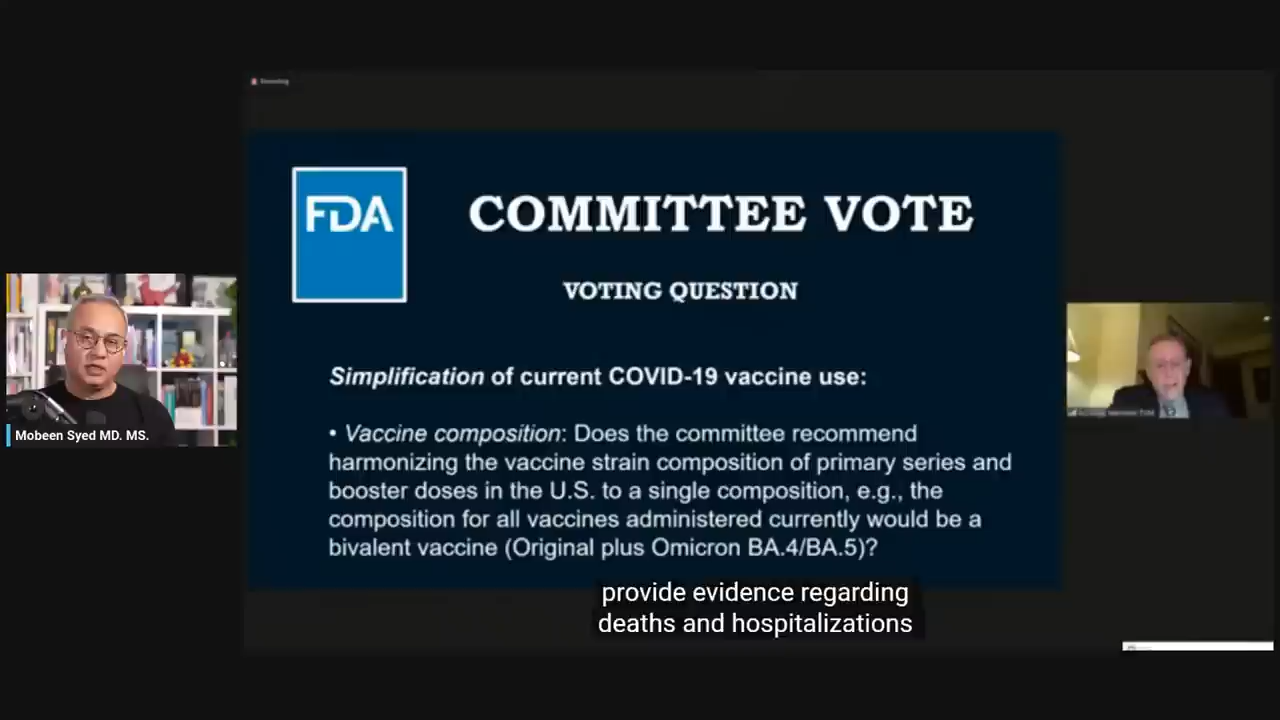 FDA
COMMITTEE VOTE
VOTING QUESTION
Simplification of current COVID-19 vaccine use:
• Vaccine composition: Does the committee recommend
harmonizing the vaccine strain composition of primary series and
booster doses in the U.S. to a single composition, e.g., the
composition for all vaccines administered currently would be a
bivalent vaccine (Original plus Omicron BA.4/BA.5)?
Mobeen Syed MD. MS.
provide evidence regarding
deaths and hospitalizations